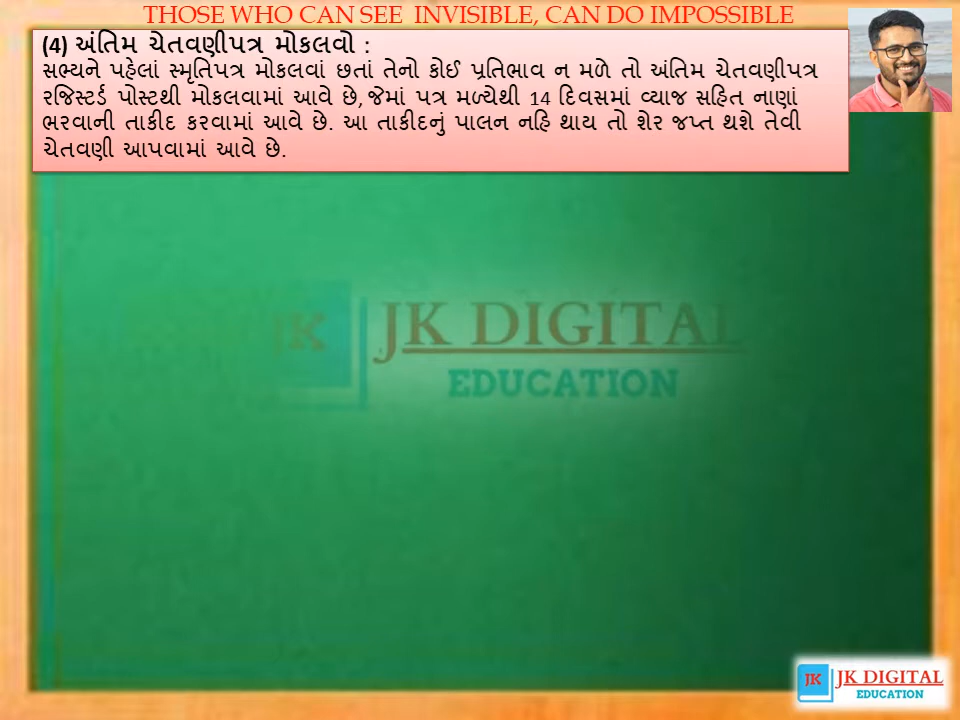 THOSE WHO CAN SEE INVISIBLE, CAN DO IMPOSSIBLE
(4) અંતિમ ચેતવણીપત્ર મોકલવો :
સભ્યને પહેલાં સ્મૃતિપત્ર મોકલવાં છતાં તેનો કોઈ પ્રતિભાવ ન મળે તો અંતિમ ચેતવણીપત્ર
રજિસ્ટર્ડ પોસ્ટથી મોકલવામાં આવે છે, જેમાં પત્ર મળ્યેથી 14 દિવસમાં વ્યાજ સહિત નાણાં
ભરવાની તાકીદ કરવામાં આવે છે. આ તાકીદનું પાલન નહિ થાય તો શેર જપ્ત થશે તેવી
ચેતવણી આપવામાં આવે છે.
JK
JK DIGITAL
EDUCATION
JK
JK DIGITAL
EDUCATION